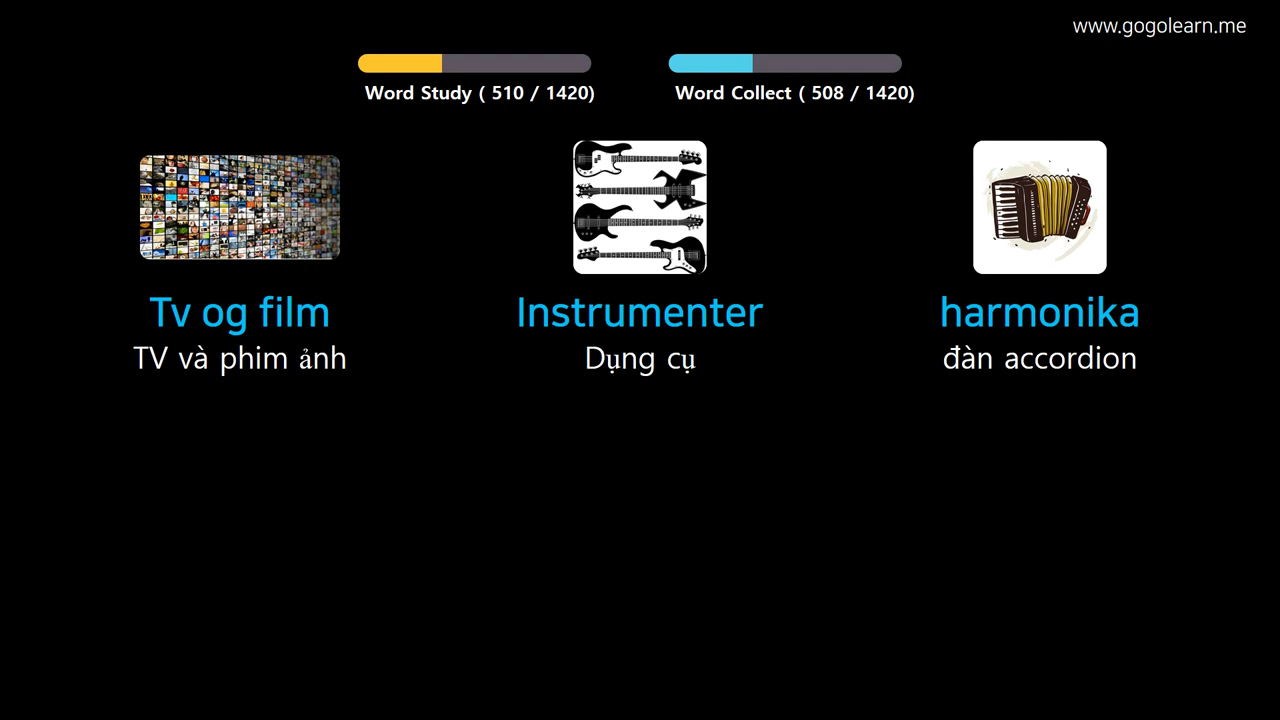 www.gogolearn.me
Word Study ( 510 / 1420)
Word Collect ( 508 / 1420)
Tv og film
Instrumenter
harmonika
TV và phim ảnh
Dụng cụ
đàn accordion